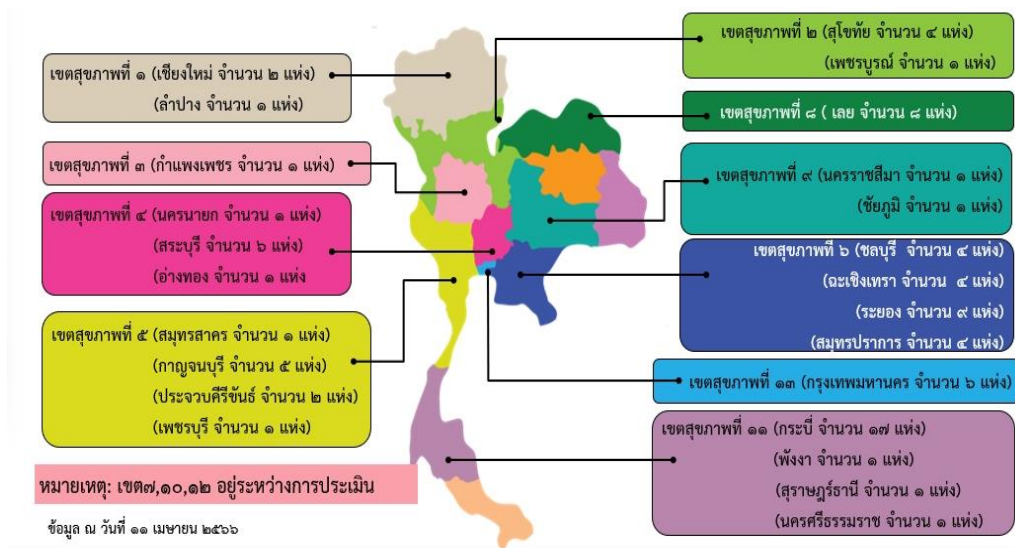 เขตสุขภาพที่ ๑ (เชียงใหม่ จำนวน ๒ แห่ง)
(ลำปาง จำนวน ๑ แห่ง)
เขตสุขภาพที่ ๓ (กำแพงเพชร จำนวน ๑ แห่ง)
เขตสุขภาพที่ ๔ (นครนายก จำนวน ๑ แห่ง)
(สระบุรี จำนวน ๖ แห่ง)
(อ่างทอง จำนวน ๑ แห่ง
เขตสุขภาพที่ ๕ (สมุทรสาคร จำนวน ๑ แห่ง)
(กาญจนบุรี จำนวน ๕ แห่ง)
(ประจวบคีรีขันธ์ จำนวน ๒ แห่ง)
(เพชรบุรี จำนวน ๑ แห่ง)
หมายเหตุ: เขต๗,๑๐,๑๒ อยู่ระหว่างการประเมิน
ข้อมูล ณ วันที่ ๑๑ เมษายน ๒๕๖๖
เขตสุขภาพที่ ๒ (สุโขทัย จำนวน ๔ แห่ง)
(เพชรบูรณ์ จำนวน ๑ แห่ง)
เขตสุขภาพที่ ๘ ( เลย จำนวน ๘ แห่ง)
เขตสุขภาพที่ ๙ (นครราชสีมา จำนวน ๑ แห่ง)
(ชัยภูมิ จำนวน ๑ แห่ง)
เขตสุขภาพที่ ๖ (ชลบุรี จำนวน ๔ แห่ง)
(ฉะเชิงเทรา จำนวน ๔ แห่ง)
(ระยอง จำนวน ๙ แห่ง)
(สมุทรปราการ จำนวน ๔ แห่ง)
เขตสุขภาพที่ ๑๓ (กรุงเทพมหานคร จำนวน ๖ แห่ง)
เขตสุขภาพที่ ๑๑ (กระบี่ จำนวน ๑๗ แห่ง)
(พังงา จำนวน ๑ แห่ง)
(สุราษฎร์ธานี จำนวน ๑ แห่ง)
(นครศรีธรรมราช จำนวน ๑ แห่ง)